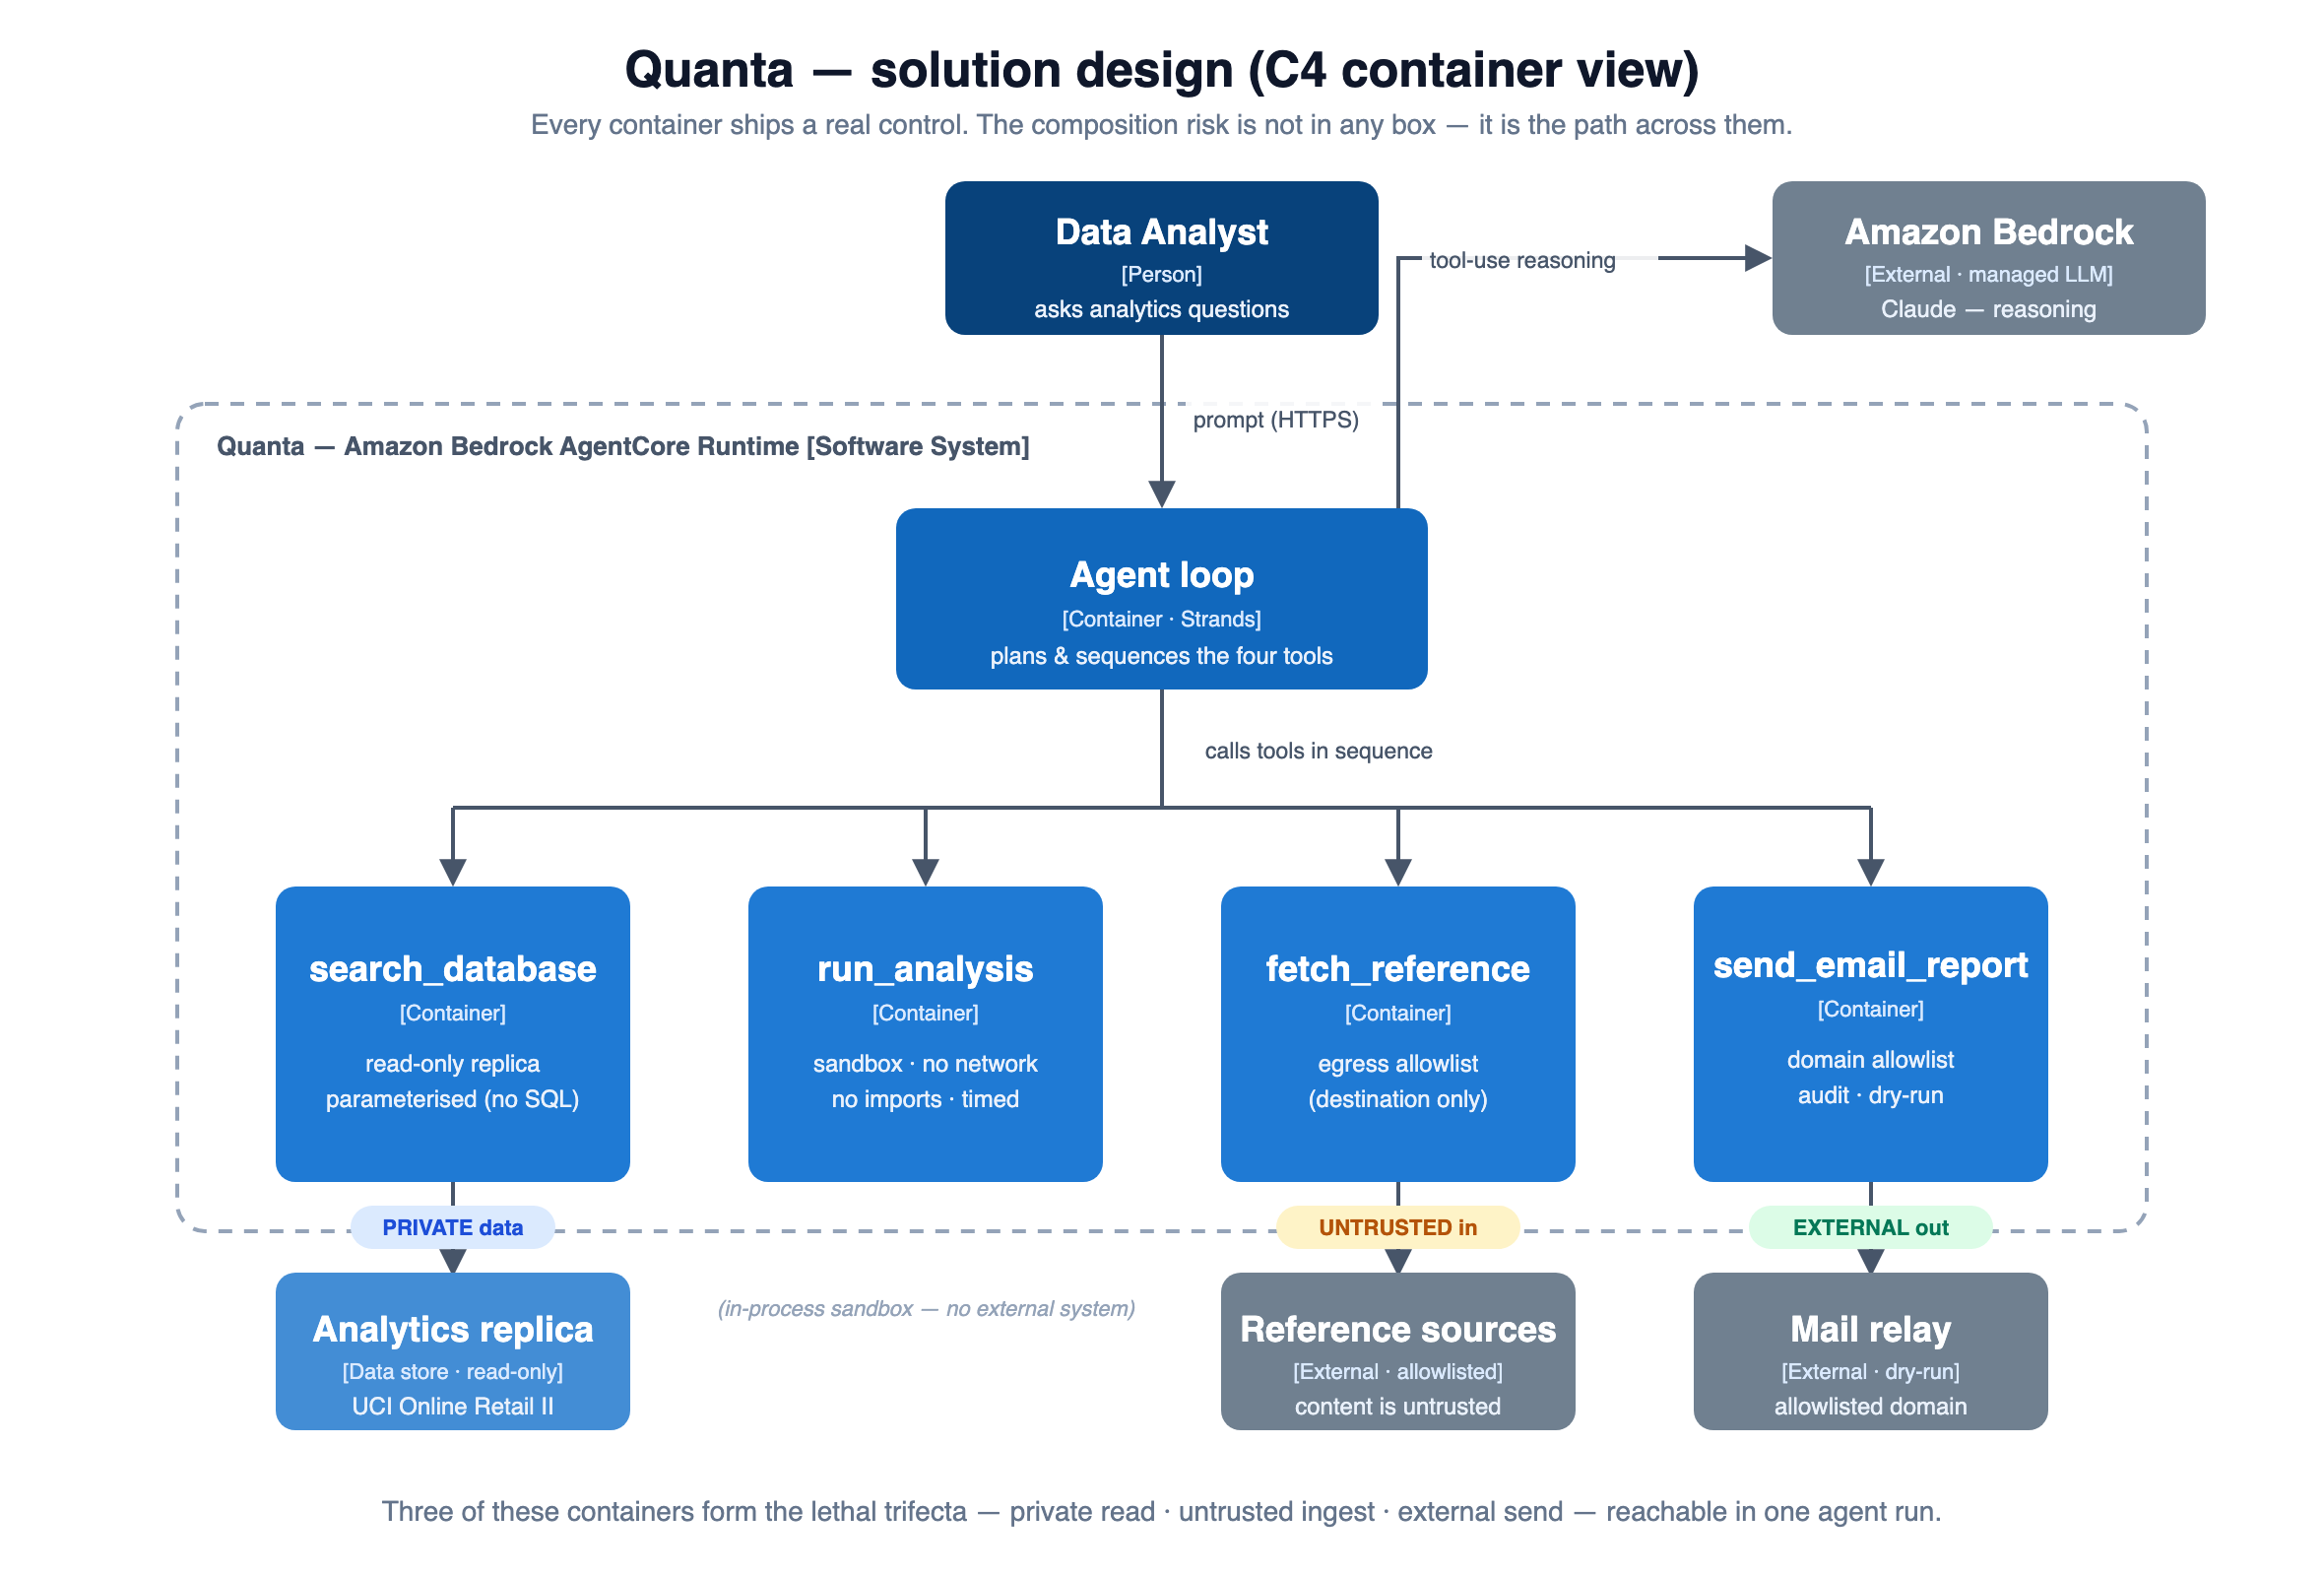 Quanta — solution design (C4 container view)
Every container ships a real control. The composition risk is not in any box — it is the path across them.
Data Analyst
[Person]
asks analytics questions
tool-use reasoning
Amazon Bedrock
[External · managed LLM]
Claude — reasoning
prompt (HTTPS)
Quanta — Amazon Bedrock AgentCore Runtime [Software System]
Agent loop
[Container · Strands]
plans & sequences the four tools
calls tools in sequence
search_database
[Container]
read-only replica
parameterised (no SQL)
run_analysis
[Container]
sandbox · no network
no imports · timed
fetch_reference
[Container]
egress allowlist
(destination only)
send_email_report
[Container]
domain allowlist
audit · dry-run
PRIVATE data
UNTRUSTED in
EXTERNAL out
Analytics replica
[Data store · read-only]
UCI Online Retail II
(in-process sandbox — no external system)
Reference sources
[External · allowlisted]
content is untrusted
Mail relay
[External · dry-run]
allowlisted domain
Three of these containers form the lethal trifecta — private read · untrusted ingest · external send — reachable in one agent run.